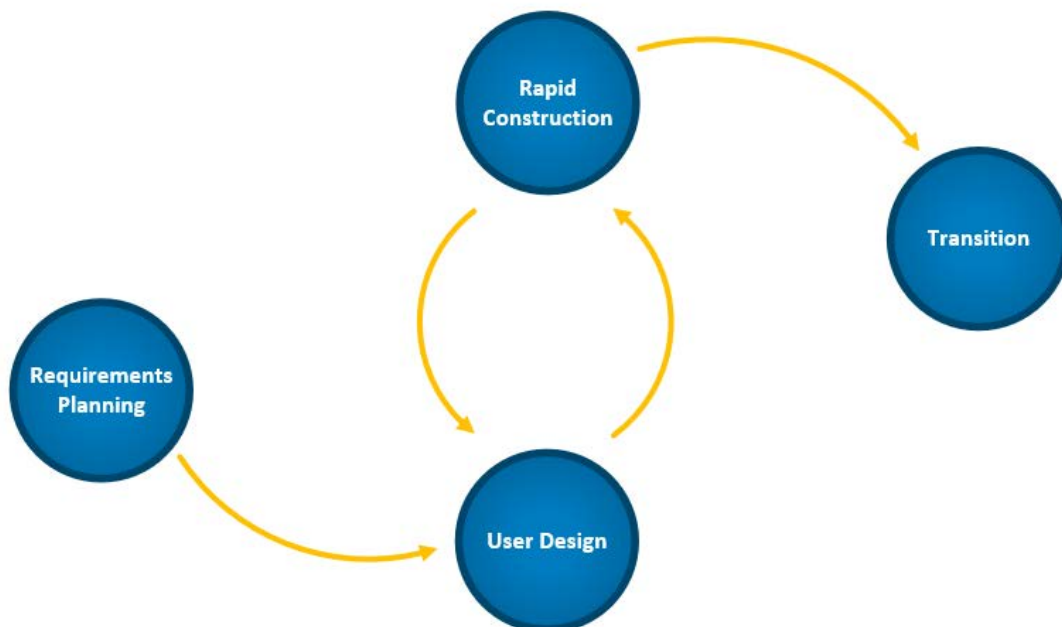 Rapid
Construction
Transition
Requirements
Planning
User Design